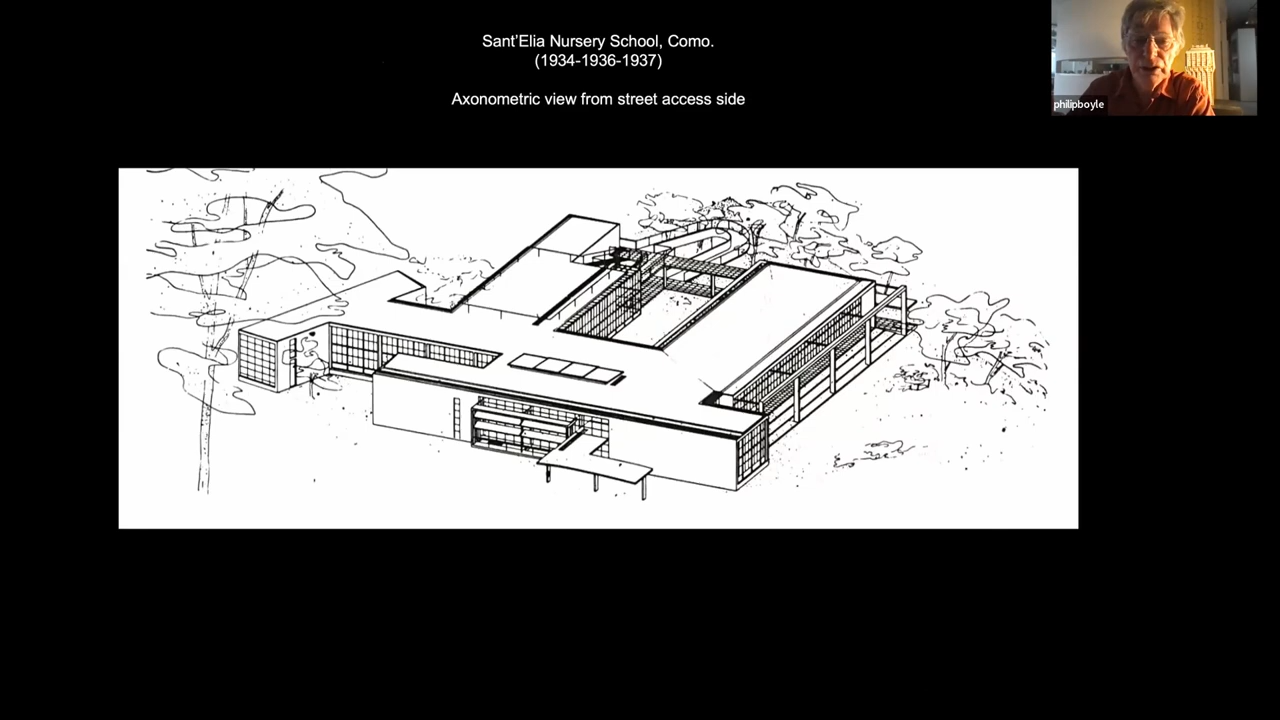 Sant’Elia Nursery School, Como.
(1934-1936-1937)
Axonometric view from street access side
philipboyle